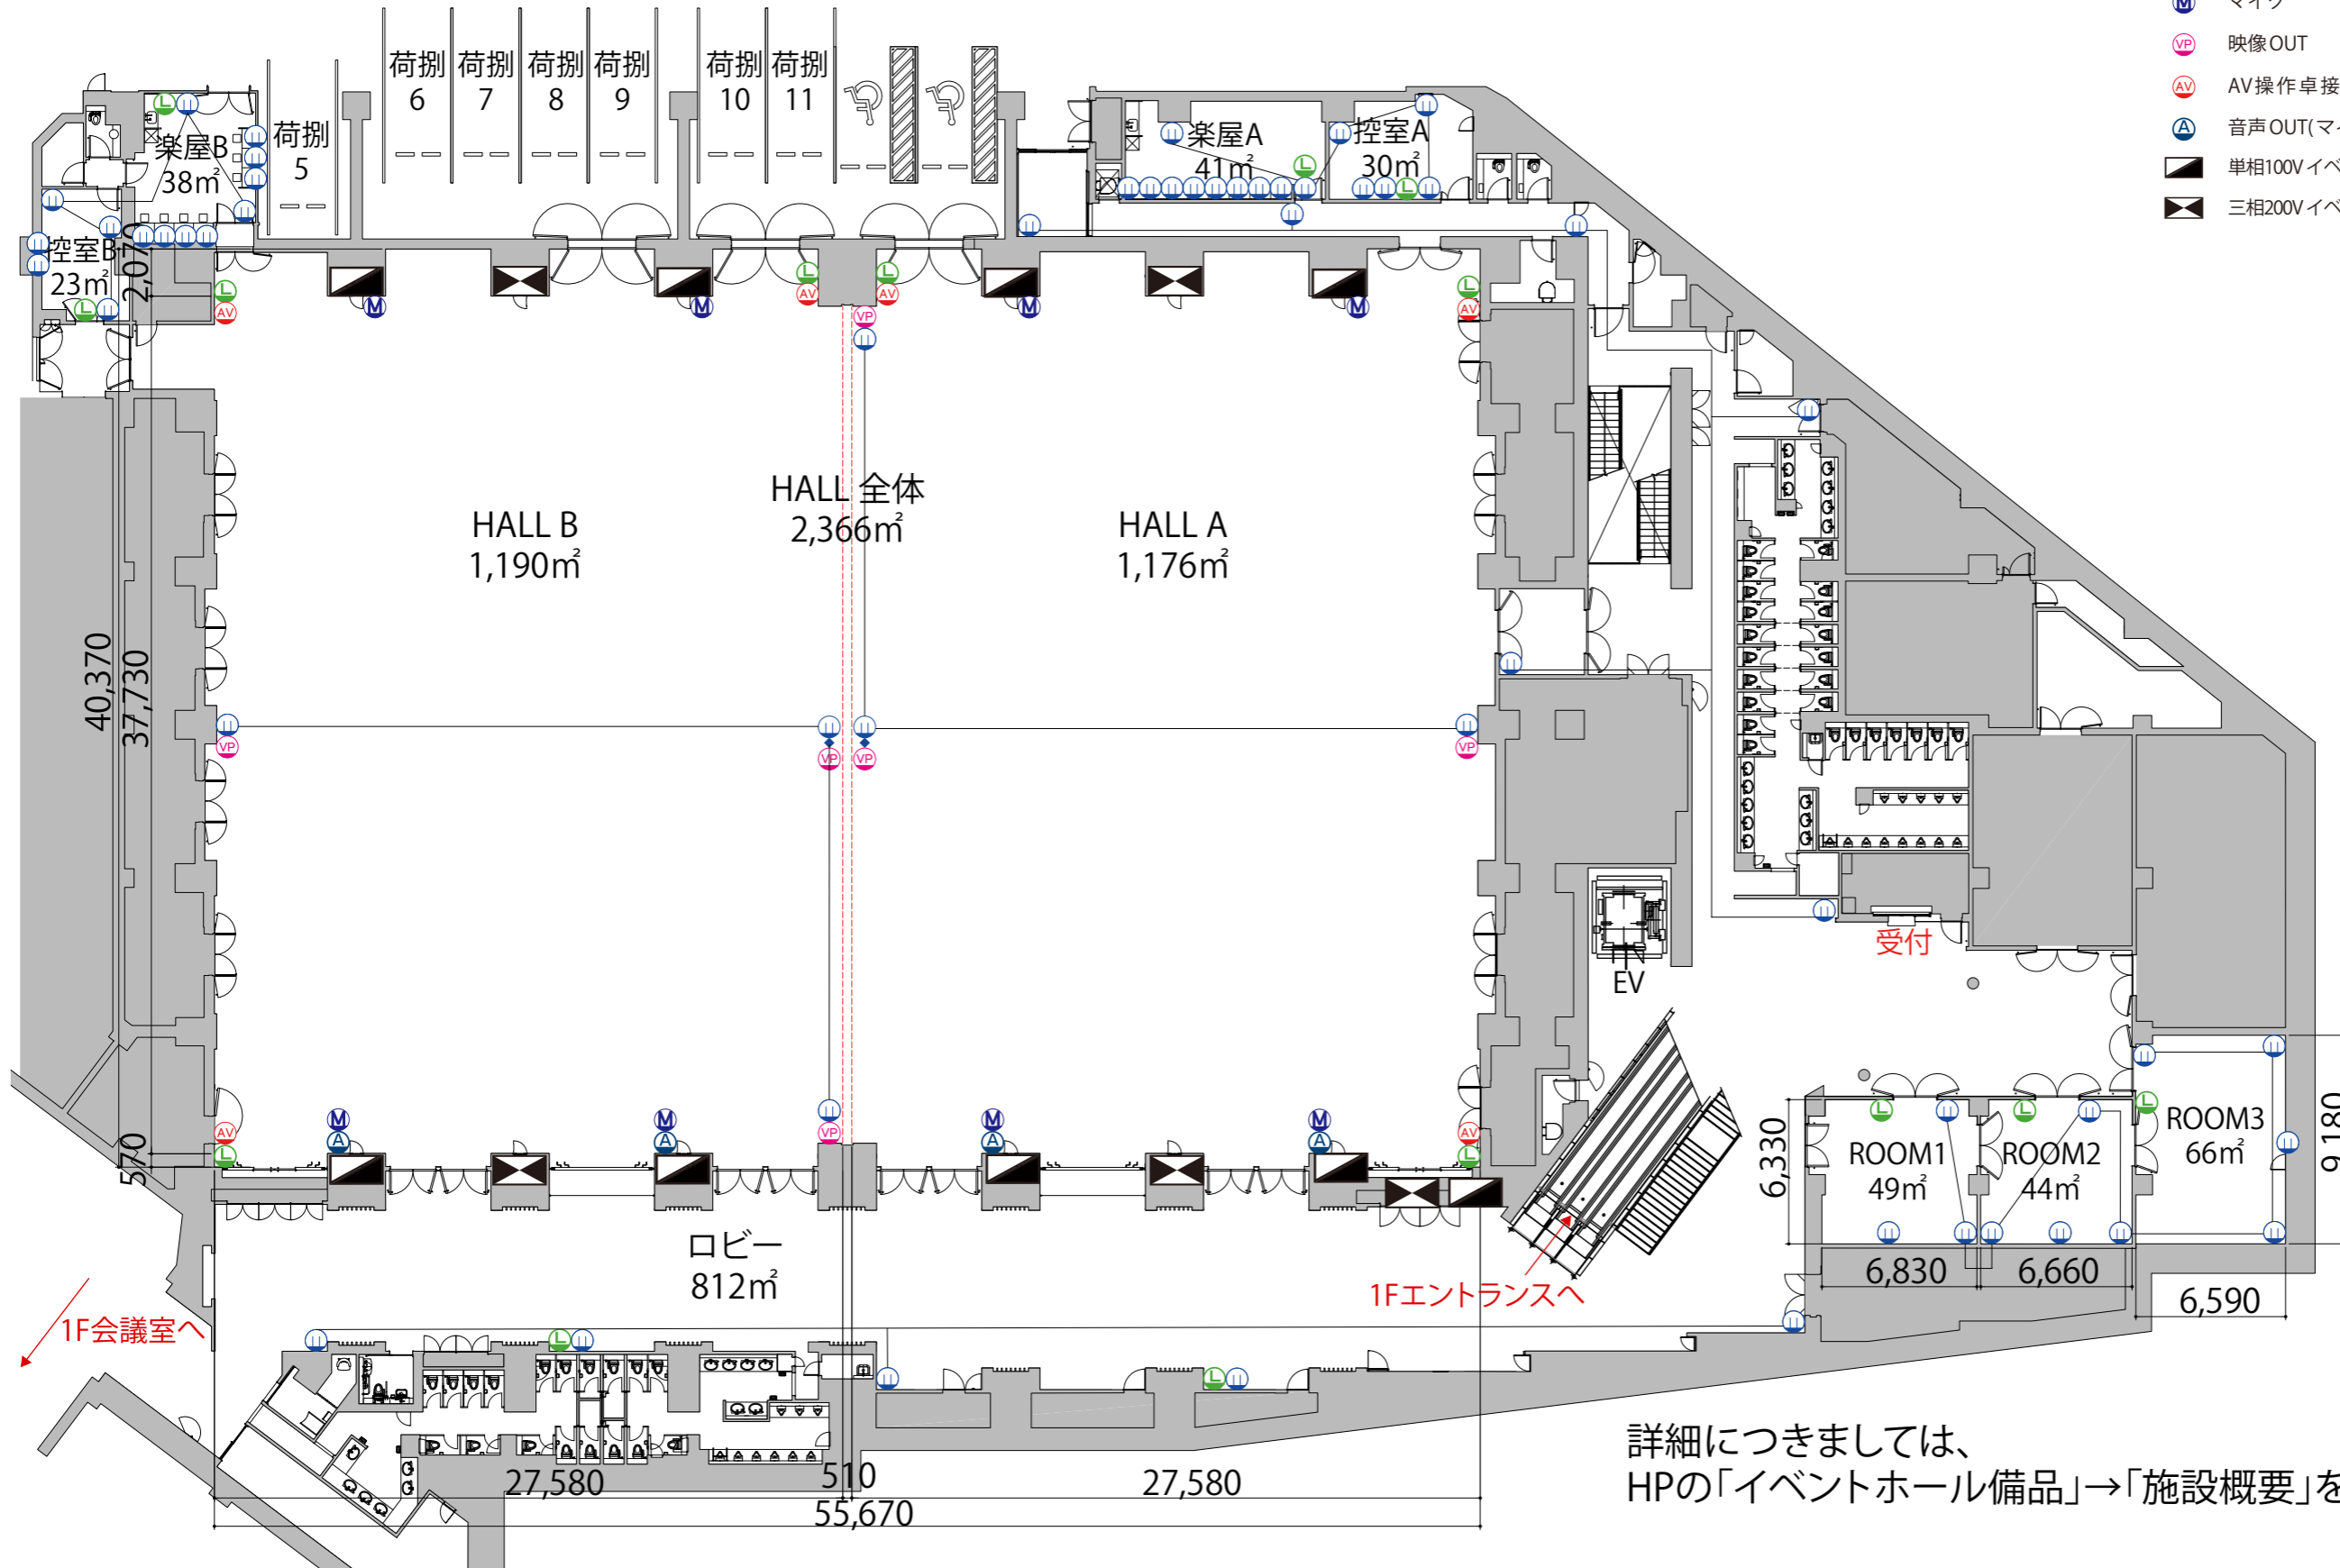 マイク
映像OUT
AV操作卓接
音声OUT(マイ
単相100Vイベ
三相200Vイベ
荷捌
6
荷捌
7
荷捌
8
荷捌
9
荷捌
10
荷捌
11
荷捌
5
楽屋B
38㎡
控室B
23㎡
楽屋A
41㎡
控室A
30㎡
2,070
HALL B
1,190㎡
HALL 全体
2,366㎡
HALL A
1,176㎡
40,370
37,730
570
EV
受付
ROOM1
49㎡
ROOM2
44㎡
ROOM3
66㎡
6,330
9,180
6,830
6,660
6,590
ロビー
812㎡
1Fエントランスへ
1F会議室へ
27,580
510
27,580
55,670
詳細につきましては、
HPの「イベントホール備品」→「施設概要」を